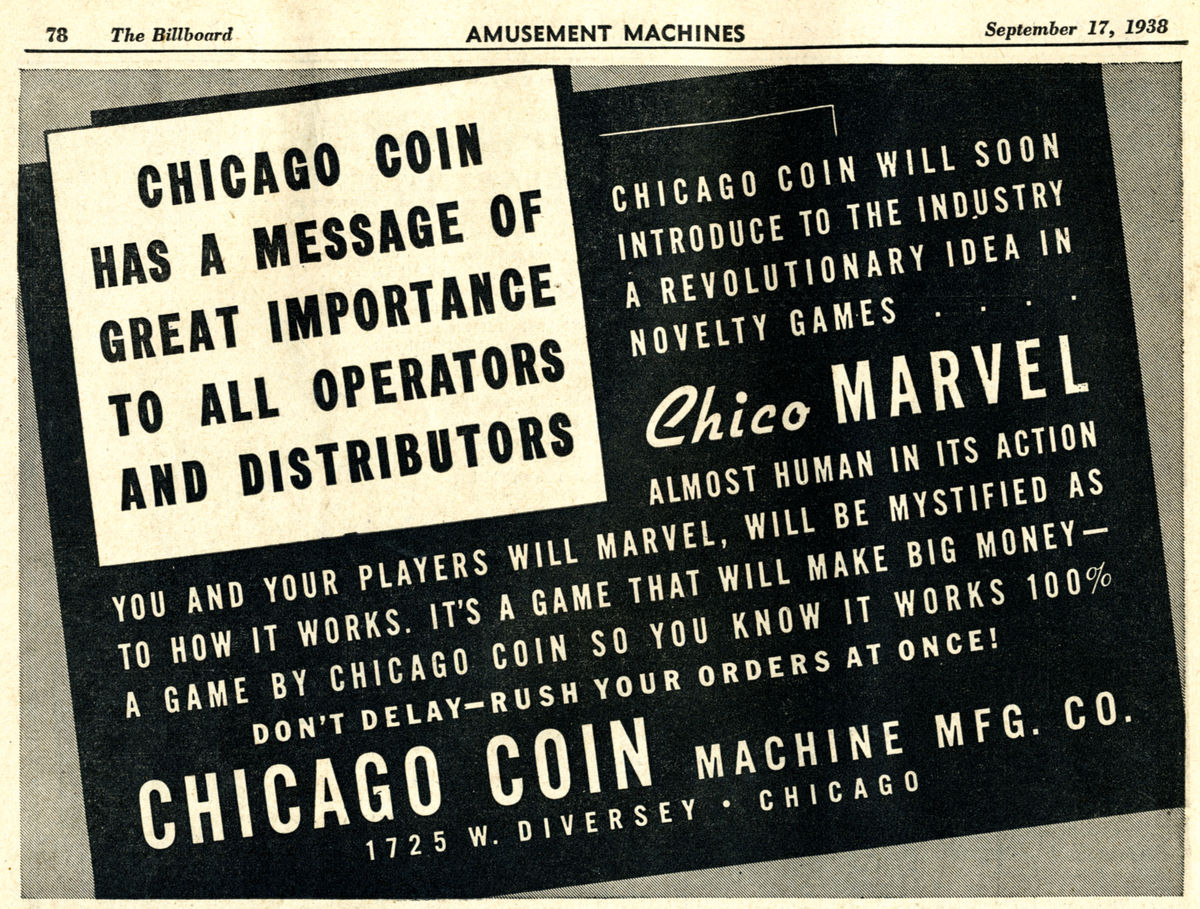 78 The Billboard AMUSEMENT MACHINES September 17, 1938
CHICAGO COIN
HAS A MESSAGE OF
GREAT IMPORTANCE
TO ALL OPERATORS
AND DISTRIBUTORS
CHICAGO COIN WILL SOON
INTRODUCE TO THE INDUSTRY
A REVOLUTIONARY IDEA IN
NOVELTY GAMES . . . .
Chico MARVEL
ALMOST HUMAN IN ITS ACTION
YOU AND YOUR PLAYERS WILL MARVEL, WILL BE MYSTIFIED AS
TO HOW IT WORKS. IT'S A GAME THAT WILL MAKE BIG MONEY—
A GAME BY CHICAGO COIN SO YOU KNOW IT WORKS 100%
DON'T DELAY—RUSH YOUR ORDERS AT ONCE!
CHICAGO COIN MACHINE MFG. CO.
1725 W. DIVERSEY • CHICAGO